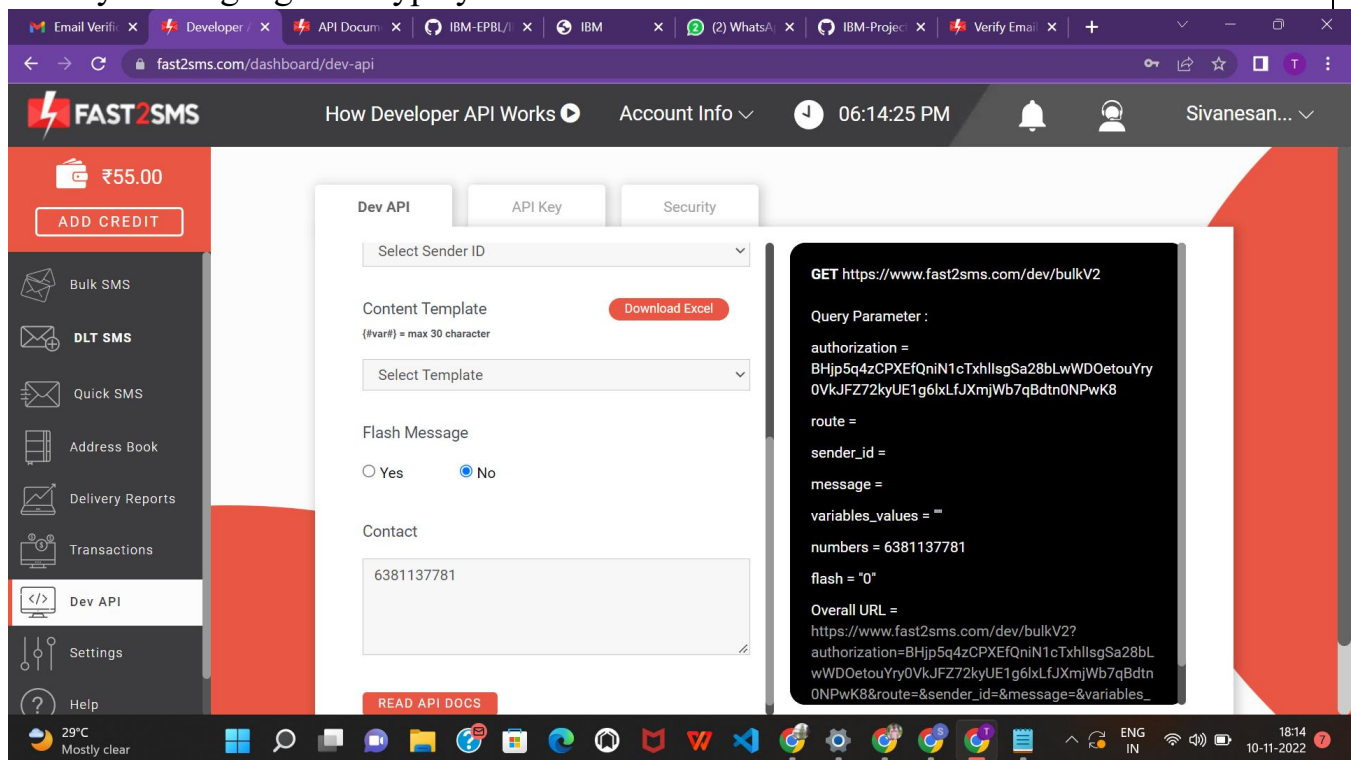 Email Verific
Developer /
API Docum
IBM-EPBL/I
IBM
(2) WhatsA
IBM-Project
Verify Email
fast2sms.com/dashboard/dev-api
FAST2SMS
How Developer API Works
Account Info
06:14:25 PM
Sivanesan...
₹55.00
ADD CREDIT
Bulk SMS
DLT SMS
Quick SMS
Address Book
Delivery Reports
Transactions
Dev API
Settings
Help
Dev API
API Key
Security
Select Sender ID
Content Template
Download Excel
{#var#} = max 30 character
Select Template
Flash Message
Yes
No
Contact
6381137781
READ API DOCS
GET https://www.fast2sms.com/dev/bulkV2
Query Parameter :
authorization =
BHjp5q4zCPXEfQniN1cTxhlIsgSa28bLwWDOetouYry
0VkJFZ72kyUE1g6lxLfJXmjWb7qBdtn0NPwK8
route =
sender_id =
message =
variables_values = ""
numbers = 6381137781
flash = "0"
Overall URL =
https://www.fast2sms.com/dev/bulkV2?
authorization=BHjp5q4zCPXEfQniN1cTxhlIsgSa28bL
wWDOetouYry0VkJFZ72kyUE1g6lxLfJXmjWb7qBdtn
0NPwK8&route=&sender_id=&message=&variables_
29°C
Mostly clear
ENG
IN
18:14
10-11-2022
7